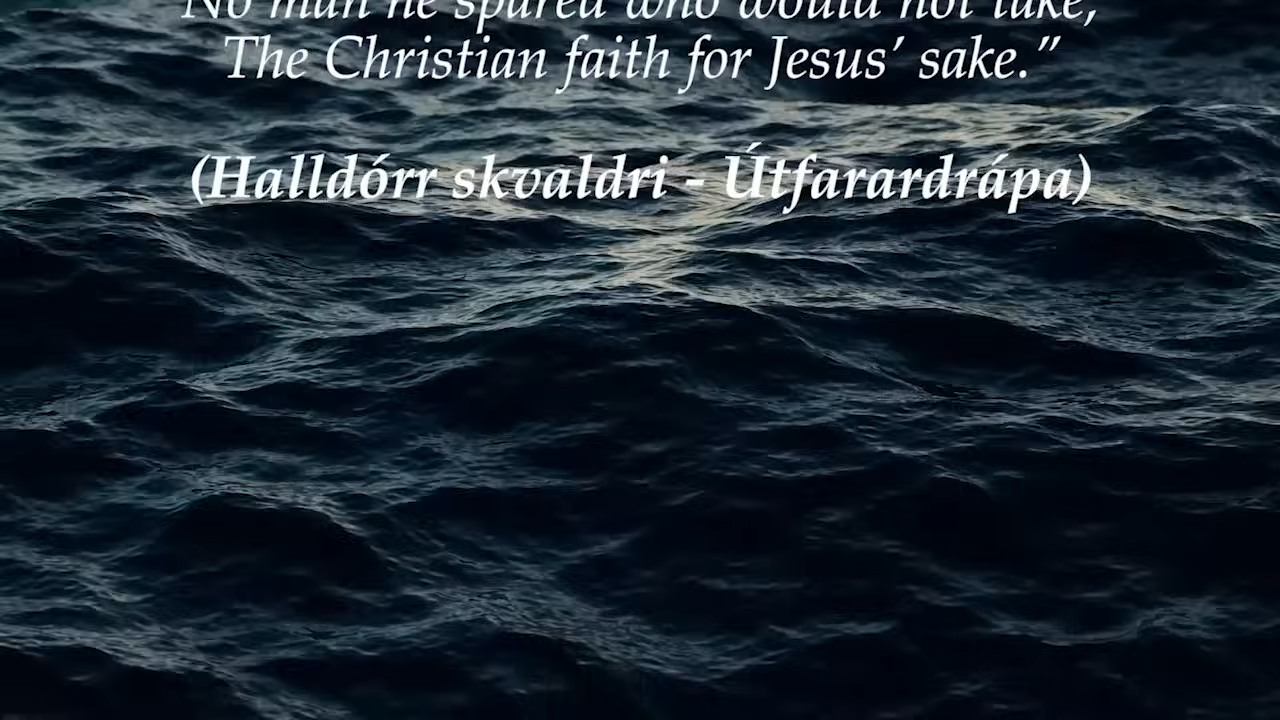 No man he spared who would not take,
The Christian faith for Jesus’ sake.”
(Halldórr skvaldri - Útfarardrápa)